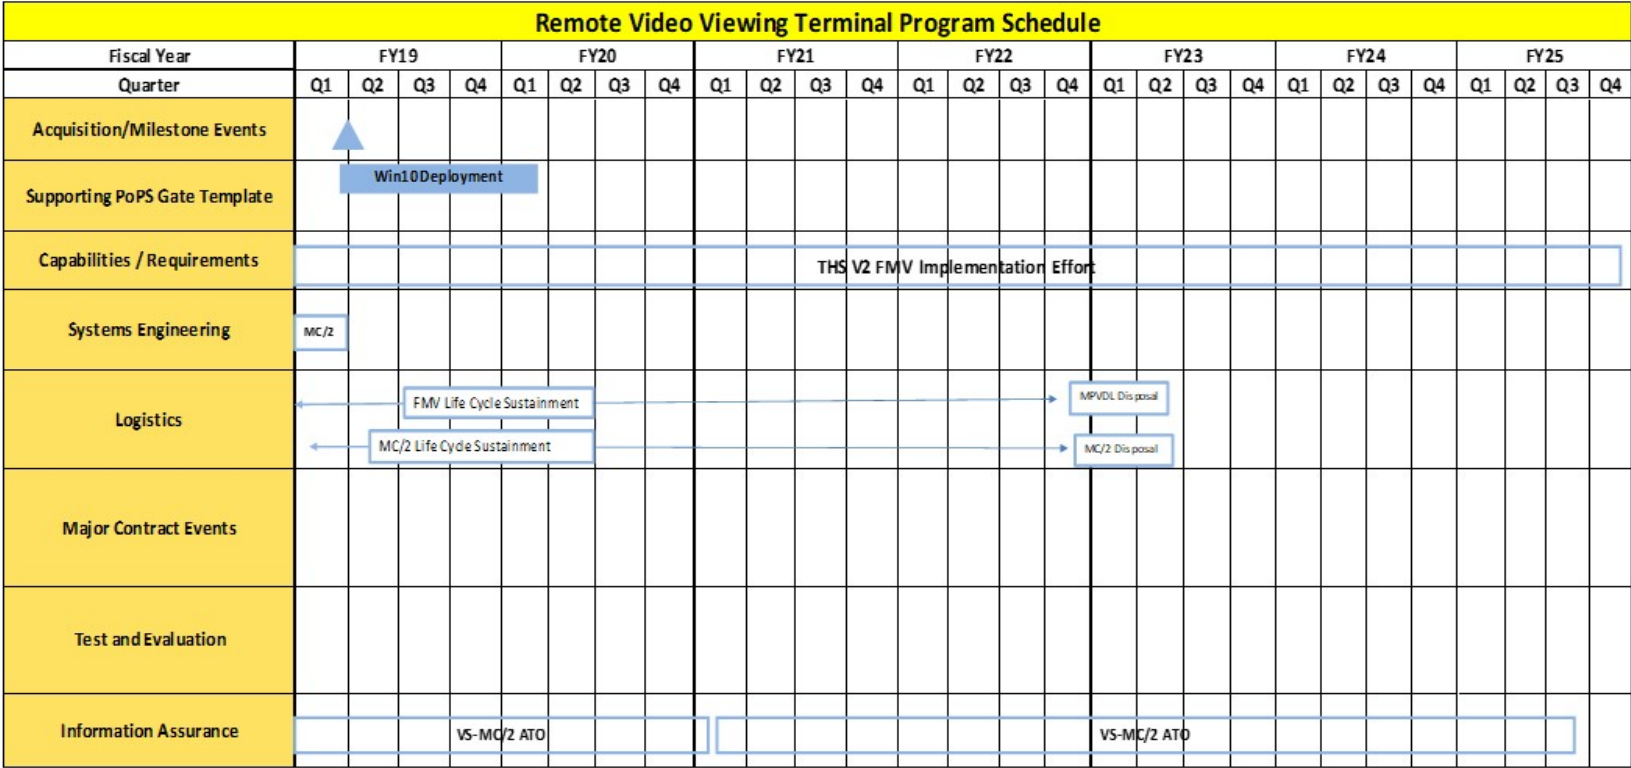 Remote Video Viewing Terminal Program Schedule
Fiscal Year FY19 FY20 FY21 FY22 FY23 FY24 FY25
Quarter Q1 Q2 Q3 Q4 Q1 Q2 Q3 Q4 Q1 Q2 Q3 Q4 Q1 Q2 Q3 Q4 Q1 Q2 Q3 Q4 Q1 Q2 Q3 Q4 Q1 Q2 Q3 Q4
Acquisition/Milestone Events
Win10 Deployment
Supporting PoPS Gate Template
Capabilities / Requirements
THS V2 FMV Implementation Effort
Systems Engineering
MC/2
Logistics
FMV Life Cycle Sustainment
MPVDL Disposal
MC/2 Life Cycle Sustainment
MC/2 Disposal
Major Contract Events
Test and Evaluation
Information Assurance
VS-MC/2 ATO
VS-MC/2 ATO